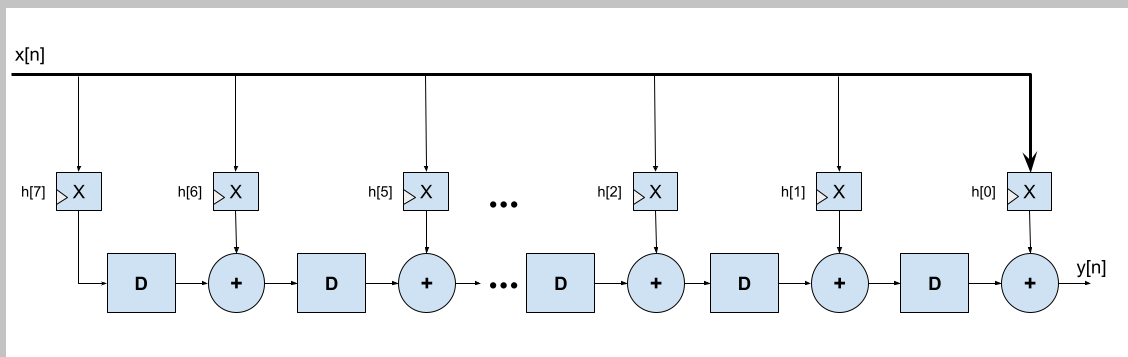 x[n]
h[7] X h[6] X h[5] X ... h[2] X h[1] X h[0] X
D + D + ... D + D + D + y[n]